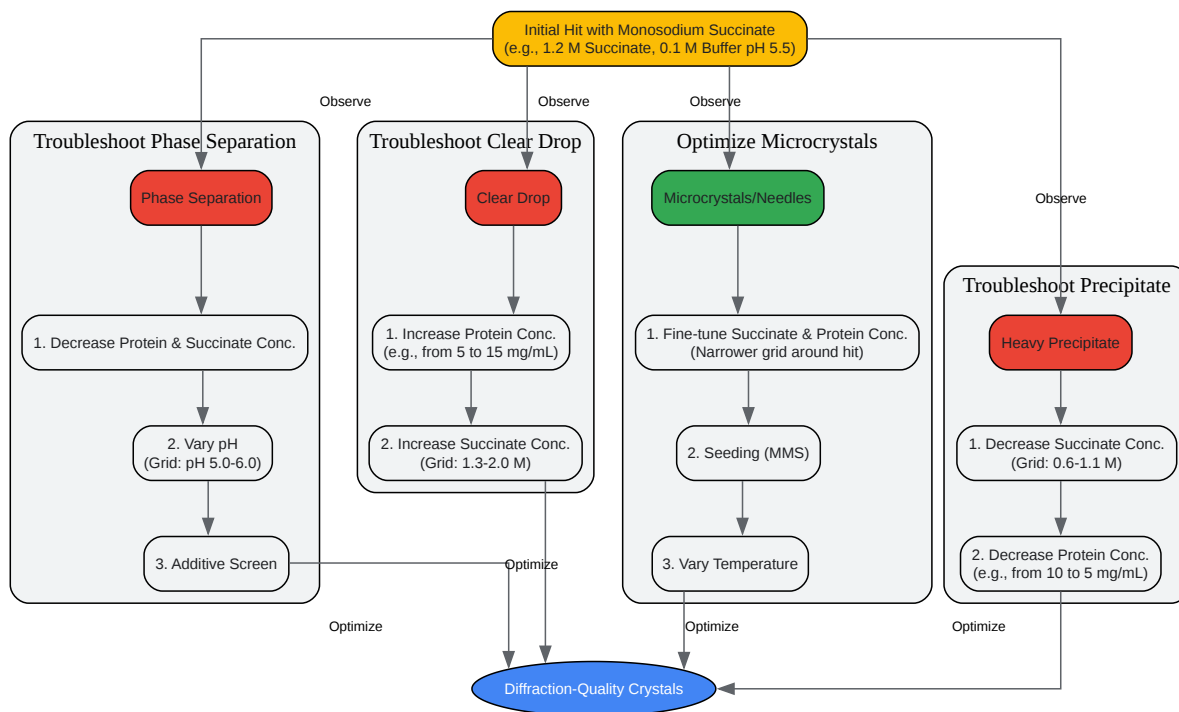 Initial Hit with Monosodium Succinate
(e.g., 1.2 M Succinate, 0.1 M Buffer pH 5.5)
Observe
Observe
Observe
Observe
Troubleshoot Phase Separation
Phase Separation
1. Decrease Protein & Succinate Conc.
2. Vary pH
(Grid: pH 5.0-6.0)
3. Additive Screen
Optimize
Troubleshoot Clear Drop
Clear Drop
1. Increase Protein Conc.
(e.g., from 5 to 15 mg/mL)
2. Increase Succinate Conc.
(Grid: 1.3-2.0 M)
Optimize
Optimize Microcrystals
Microcrystals/Needles
1. Fine-tune Succinate & Protein Conc.
(Narrower grid around hit)
2. Seeding (MMS)
3. Vary Temperature
Optimize
Troubleshoot Precipitate
Heavy Precipitate
1. Decrease Succinate Conc.
(Grid: 0.6-1.1 M)
2. Decrease Protein Conc.
(e.g., from 10 to 5 mg/mL)
Optimize
Diffraction-Quality Crystals